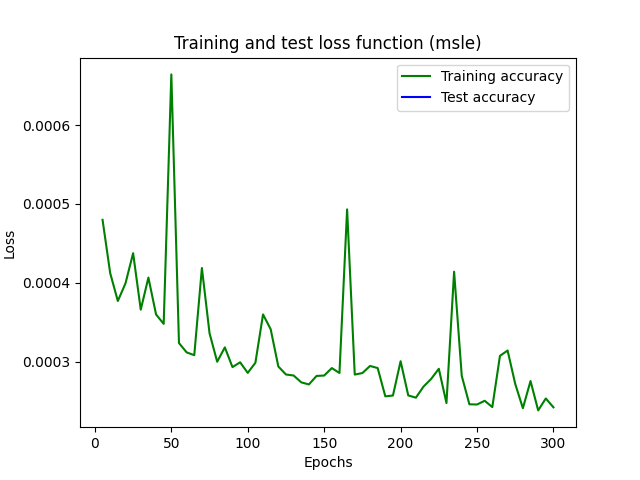 Training and test loss function (msle)
Training accuracy
Test accuracy
0.0006
0.0005
0.0004
0.0003
Loss
0 50 100 150 200 250 300
Epochs